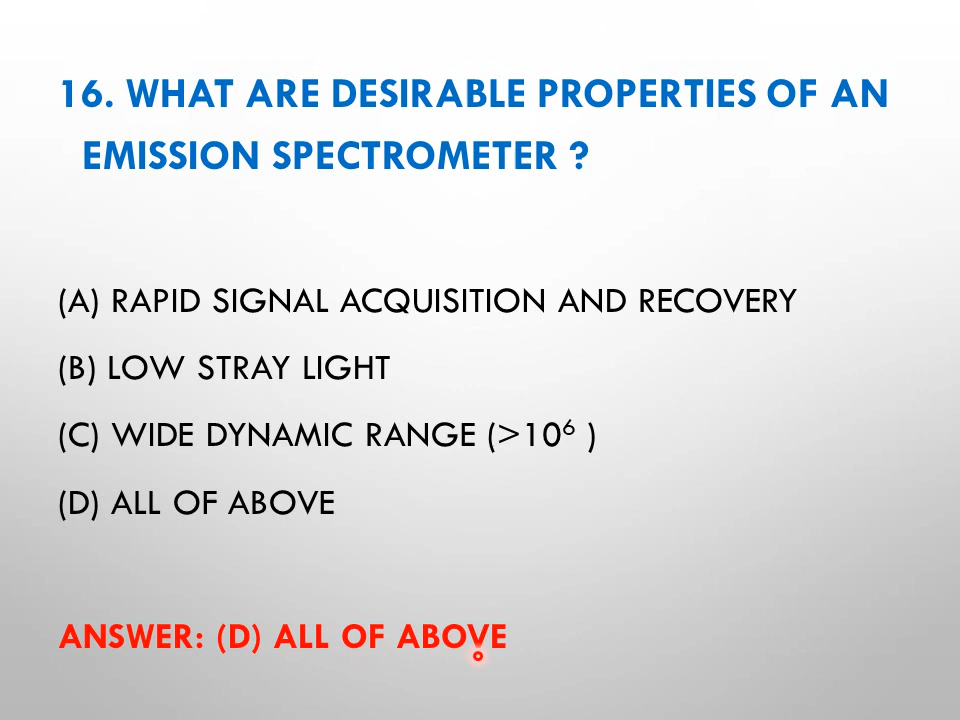 16. WHAT ARE DESIRABLE PROPERTIES OF AN
EMISSION SPECTROMETER ?
(A) RAPID SIGNAL ACQUISITION AND RECOVERY
(B) LOW STRAY LIGHT
(C) WIDE DYNAMIC RANGE (>10⁶ )
(D) ALL OF ABOVE
ANSWER: (D) ALL OF ABOVE